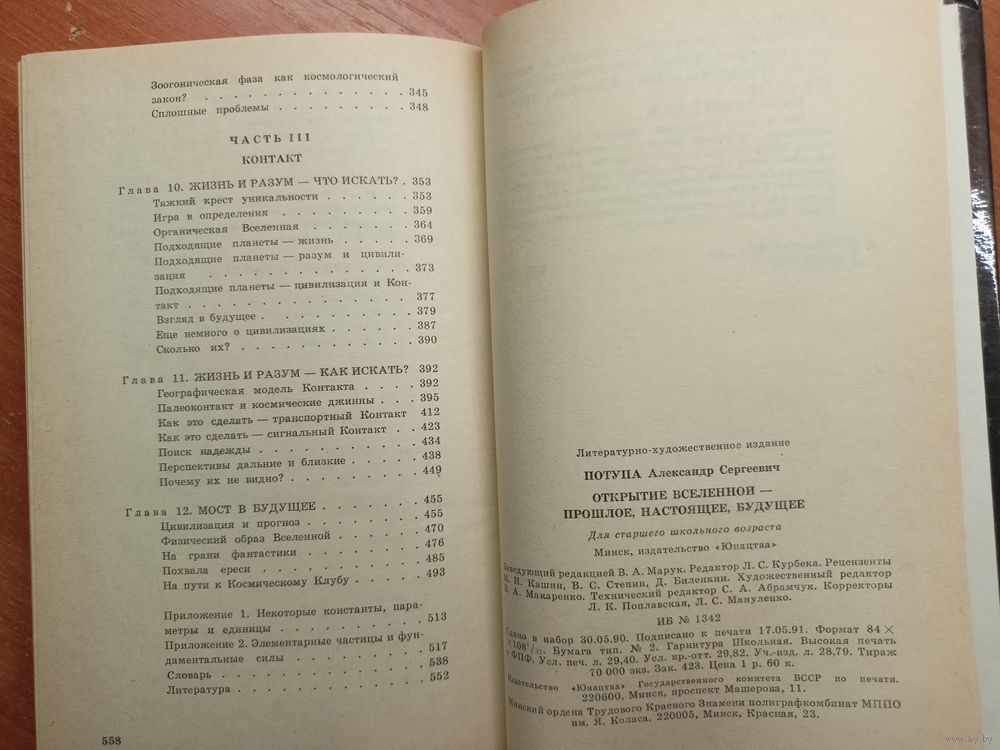 Зоогоническая фаза как космологический
закон? . . . . . . . . . . . . . 345
Сплошные проблемы . . . . . . . . . 348
ЧАСТЬ III
КОНТАКТ
Глава 10. ЖИЗНЬ И РАЗУМ — ЧТО ИСКАТЬ? . 353
Тяжкий крест уникальности . . . . . . 353
Игра в определения . . . . . . . . . 359
Органическая Вселенная . . . . . . . 364
Подходящие планеты — жизнь . . . . . 369
Подходящие планеты — разум и цивили-
зация . . . . . . . . . . . . . 373
Подходящие планеты — цивилизация и Кон-
такт . . . . . . . . . . . . . . 377
Взгляд в будущее . . . . . . . . . . 379
Еще немного о цивилизациях . . . . . 387
Сколько их? . . . . . . . . . . . 390
Глава 11. ЖИЗНЬ И РАЗУМ — КАК ИСКАТЬ? 392
Географическая модель Контакта . . . . 392
Палеоконтакт и космические джинны . . . 395
Как это сделать — транспортный Контакт 412
Как это сделать — сигнальный Контакт . . 423
Поиск надежды . . . . . . . . . . 434
Перспективы дальние и близкие . . . . . 438
Почему их не видно? . . . . . . . . 449
Глава 12. МОСТ В БУДУЩЕЕ . . . . . . . 455
Цивилизация и прогноз . . . . . . . 455
Физический образ Вселенной . . . . . 470
На грани фантастики . . . . . . . . 476
Похвала ереси . . . . . . . . . . 485
На пути к Космическому Клубу . . . . . 493
Приложение 1. Некоторые константы, пара-
метры и единицы . . . . . . . . . . 513
Приложение 2. Элементарные частицы и фун-
даментальные силы . . . . . . . . . 517
Словарь . . . . . . . . . . . . . 538
Литература . . . . . . . . . . . . 552
558
Литературно-художественное издание
ПОТУПА Александр Сергеевич
ОТКРЫТИЕ ВСЕЛЕННОЙ —
ПРОШЛОЕ, НАСТОЯЩЕЕ, БУДУЩЕЕ
Для старшего школьного возраста
Минск, издательство «Юнацтва»
Заведующий редакцией В. А. Марук. Редактор Л. С. Курбека. Рецензенты
М. И. Кашин, В. С. Степин, Д. Биленкин. Художественный редактор
В. А. Макаренко. Технический редактор С. А. Абрамчук. Корректоры
Л. К. Поплавская, Л. С. Мануленко.
ИБ № 1342
Сдано в набор 30.05.90. Подписано к печати 17.05.91. Формат 84 ×
×108¹/₃₂. Бумага тип. № 2. Гарнитура Школьная. Высокая печать
с ФПФ. Усл. печ. л. 29,40. Усл. кр.-отт. 29,82. Уч.-изд. л. 28,79. Тираж
70 000 экз. Зак. 423. Цена 1 р. 60 к.
Издательство «Юнацтва» Государственного комитета БССР по печати.
220600, Минск, проспект Машерова, 11.
Минский ордена Трудового Красного Знамени полиграфкомбинат МППО
им. Я. Коласа. 220005, Минск, Красная, 23.
www.ay.by